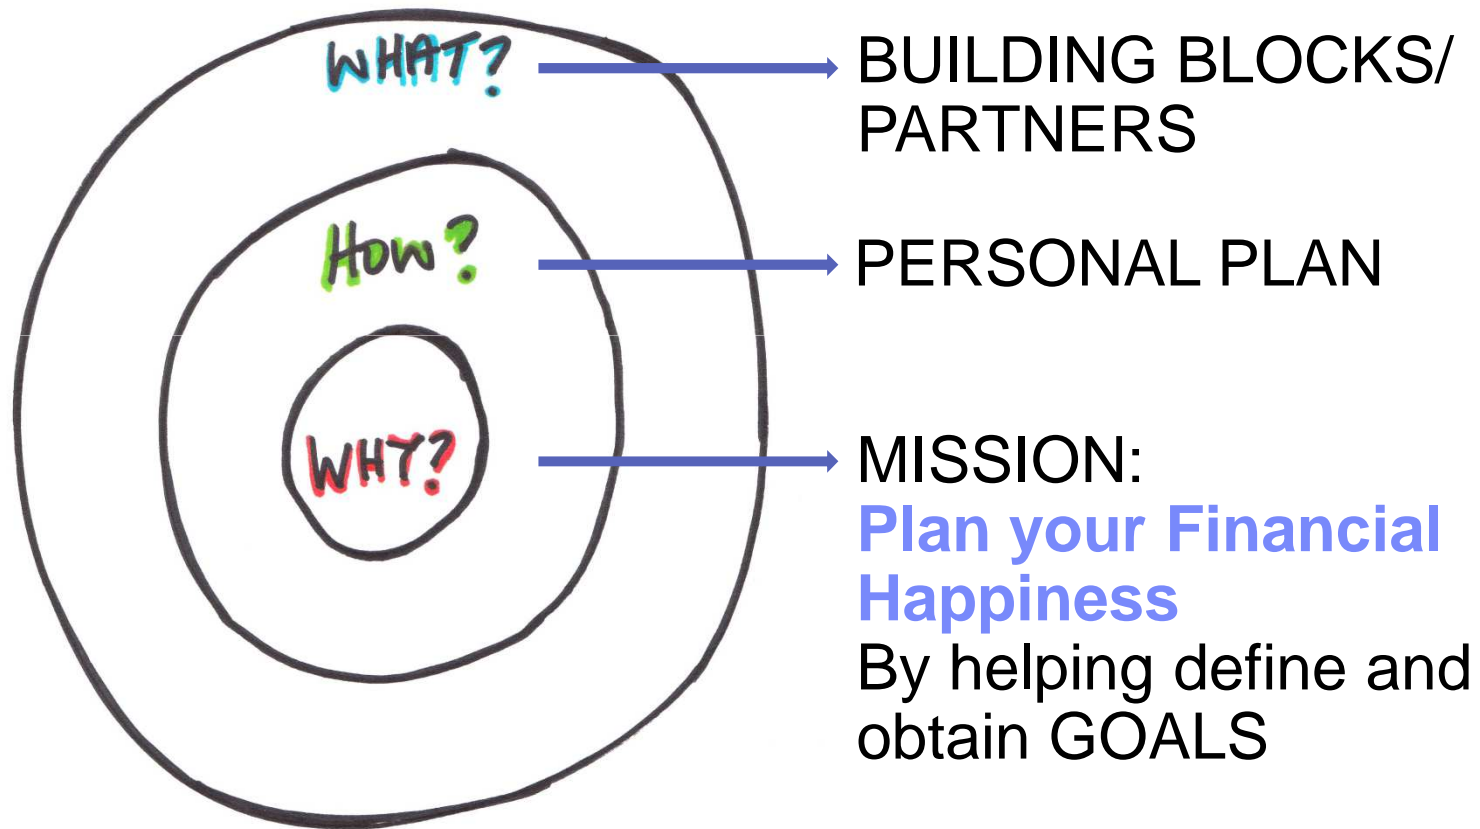 WHAT?
BUILDING BLOCKS/
PARTNERS
How?
PERSONAL PLAN
WHY?
MISSION:
Plan your Financial
Happiness
By helping define and
obtain GOALS